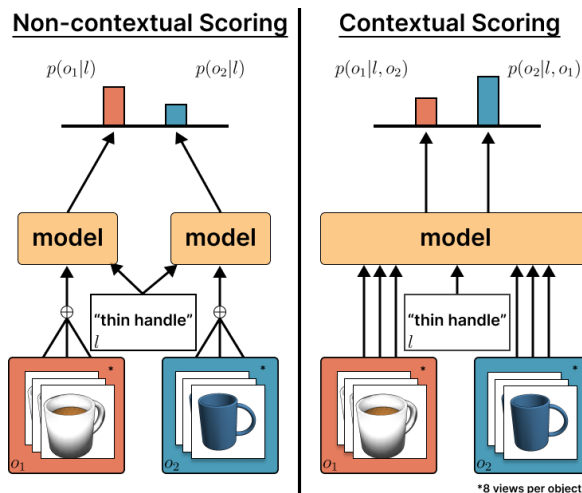 Non-contextual Scoring
p(o₁|l)
p(o₂|l)
model
model
⊕
⊕
“thin handle”
l
*
*
o₁
o₂
Contextual Scoring
p(o₁|l, o₂)
p(o₂|l, o₁)
model
“thin handle”
l
*
*
o₁
o₂
*8 views per object